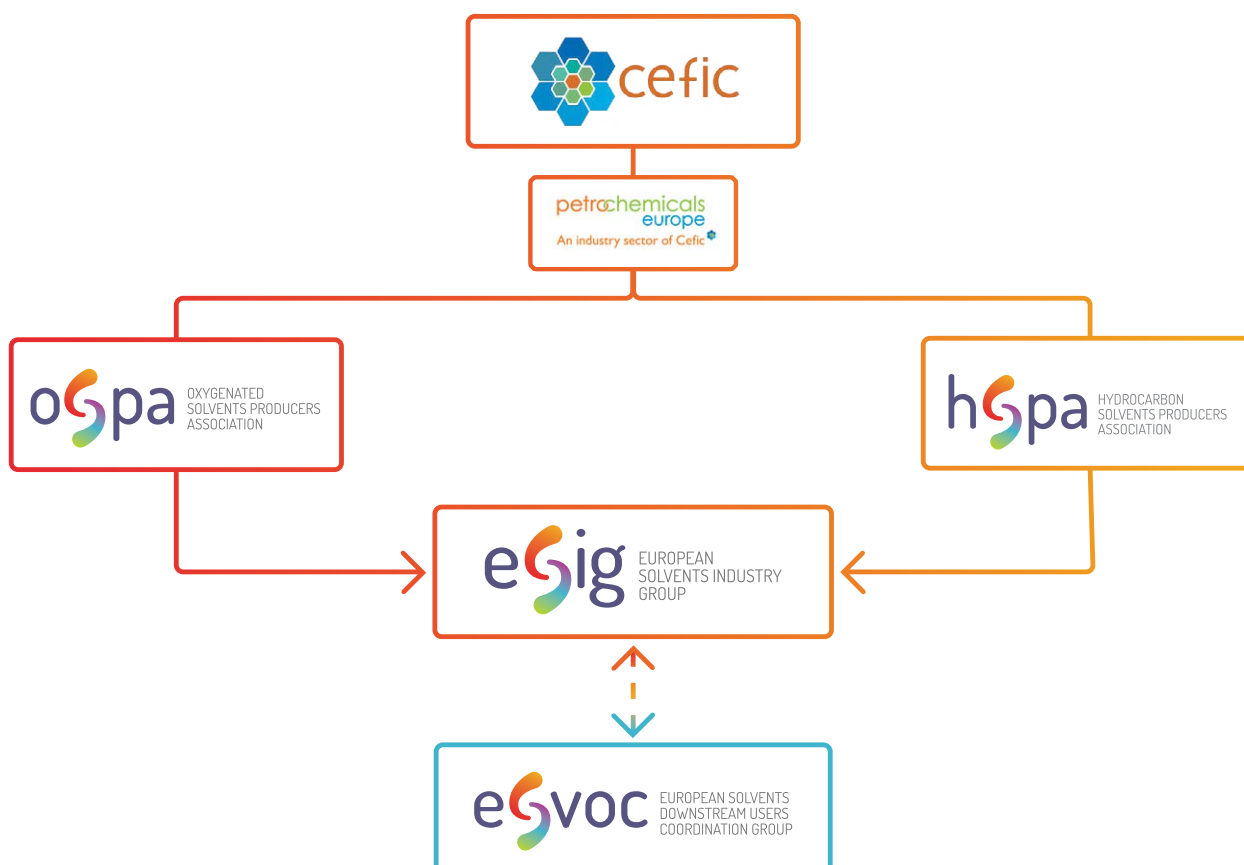 cefic
petrochemicals
europe
An industry sector of Cefic
ospa
OXYGENATED
SOLVENTS PRODUCERS
ASSOCIATION
hspa
HYDROCARBON
SOLVENTS PRODUCERS
ASSOCIATION
esig
EUROPEAN
SOLVENTS INDUSTRY
GROUP
esvoc
EUROPEAN SOLVENTS
DOWNSTREAM USERS
COORDINATION GROUP